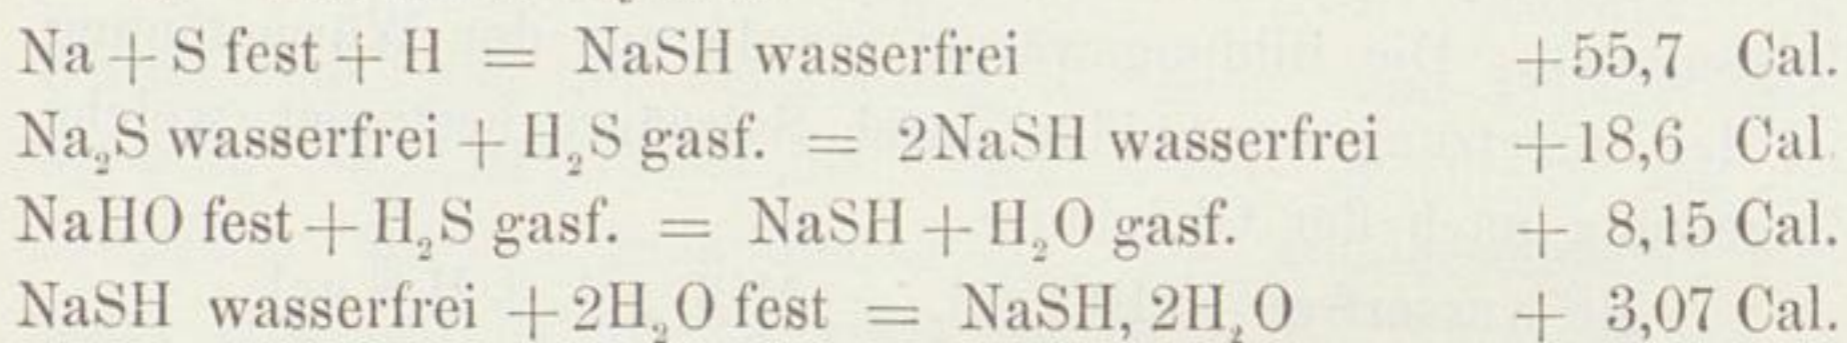 Na + S fest + H = NaSH wasserfrei +55,7 Cal.
Na₂S wasserfrei + H₂S gasf. = 2NaSH wasserfrei +18,6 Cal
NaHO fest + H₂S gasf. = NaSH + H₂O gasf. + 8,15 Cal.
NaSH wasserfrei + 2H₂O fest = NaSH, 2H₂O + 3,07 Cal.